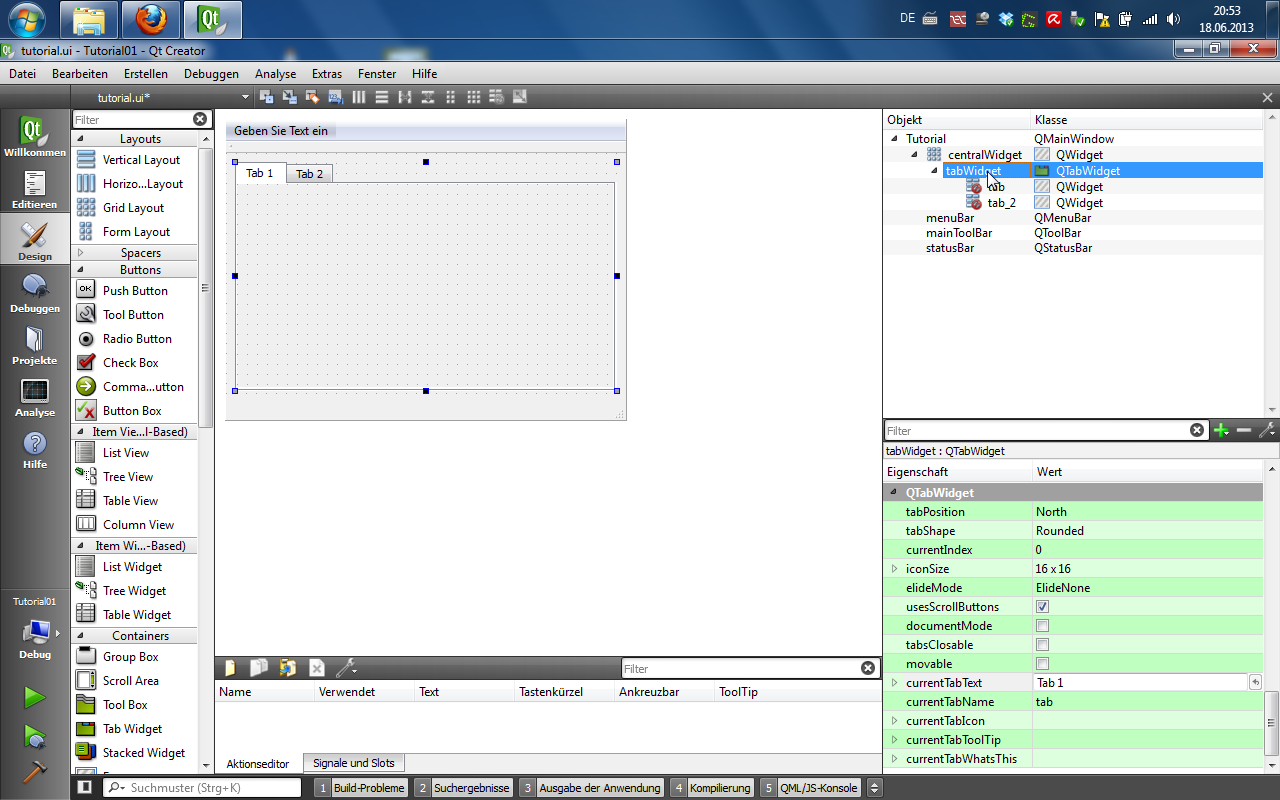 DE
20:53
18.06.2013
tutorial.ui - Tutorial01 - Qt Creator
Datei Bearbeiten Erstellen Debuggen Analyse Extras Fenster Hilfe
tutorial.ui*
Willkommen
Editieren
Design
Debuggen
Projekte
Analyse
Hilfe
Tutorial01
Debug
Filter
Layouts
Vertical Layout
Horizo...Layout
Grid Layout
Form Layout
Spacers
Buttons
Push Button
OK
Tool Button
Radio Button
Check Box
Comma...utton
Button Box
Item Vie...l-Based)
List View
Tree View
Table View
Column View
Item Wi...-Based)
List Widget
Tree Widget
Table Widget
Containers
Group Box
Scroll Area
Tool Box
Tab Widget
Stacked Widget
Geben Sie Text ein
Tab 1 Tab 2
Filter
Name Verwendet Text Tastenkürzel Ankreuzbar ToolTip
Aktionseditor Signale und Slots
Objekt Klasse
Tutorial QMainWindow
centralWidget QWidget
tabWidget QTabWidget
QWidget
tab_2 QWidget
menuBar QMenuBar
mainToolBar QToolBar
statusBar QStatusBar
Filter
tabWidget : QTabWidget
Eigenschaft Wert
QTabWidget
tabPosition North
tabShape Rounded
currentIndex 0
iconSize 16 x 16
elideMode ElideNone
usesScrollButtons
documentMode
tabsClosable
movable
currentTabText Tab 1
currentTabName tab
currentTabIcon
currentTabToolTip
currentTabWhatsThis
Suchmuster (Strg+K) 1 Build-Probleme 2 Suchergebnisse 3 Ausgabe der Anwendung 4 Kompilierung 5 QML/JS-Konsole